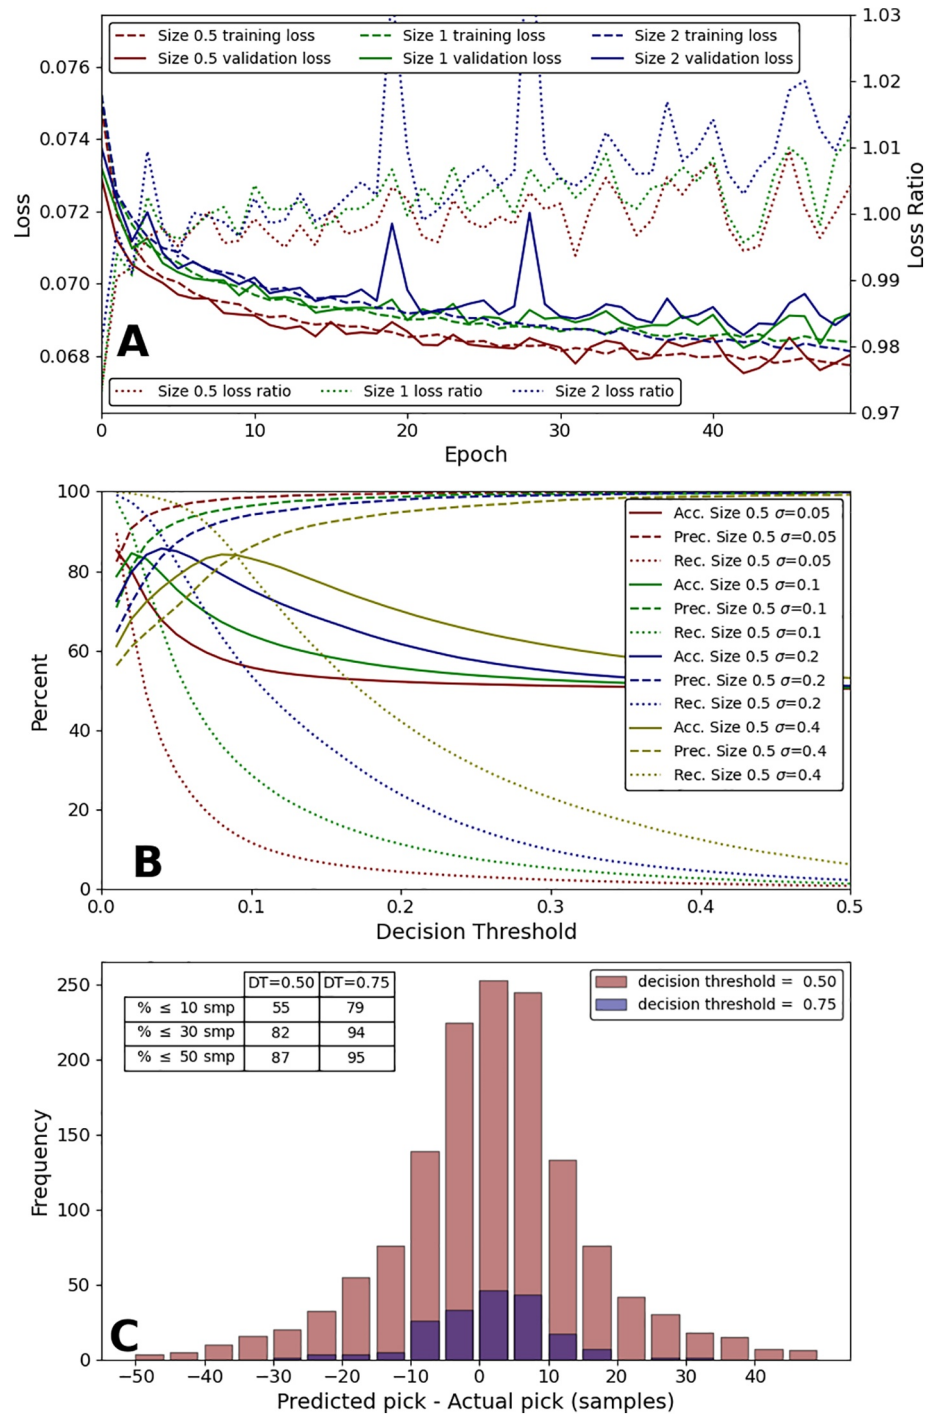 Size 0.5 training loss Size 1 training loss Size 2 training loss
Size 0.5 validation loss Size 1 validation loss Size 2 validation loss
0.076
0.074
0.072
0.070
0.068
Loss
1.03
1.02
1.01
1.00
0.99
0.98
0.97
Loss Ratio
A
Size 0.5 loss ratio Size 1 loss ratio Size 2 loss ratio
0 10 20 30 40
Epoch
100
80
60
40
20
0
Percent
Acc. Size 0.5 σ=0.05
Prec. Size 0.5 σ=0.05
Rec. Size 0.5 σ=0.05
Acc. Size 0.5 σ=0.1
Prec. Size 0.5 σ=0.1
Rec. Size 0.5 σ=0.1
Acc. Size 0.5 σ=0.2
Prec. Size 0.5 σ=0.2
Rec. Size 0.5 σ=0.2
Acc. Size 0.5 σ=0.4
Prec. Size 0.5 σ=0.4
Rec. Size 0.5 σ=0.4
B
0.0 0.1 0.2 0.3 0.4 0.5
Decision Threshold
250
200
150
100
50
0
Frequency
DT=0.50 DT=0.75
% ≤ 10 smp 55 79
% ≤ 30 smp 82 94
% ≤ 50 smp 87 95
decision threshold = 0.50
decision threshold = 0.75
C
−50 −40 −30 −20 −10 0 10 20 30 40
Predicted pick - Actual pick (samples)